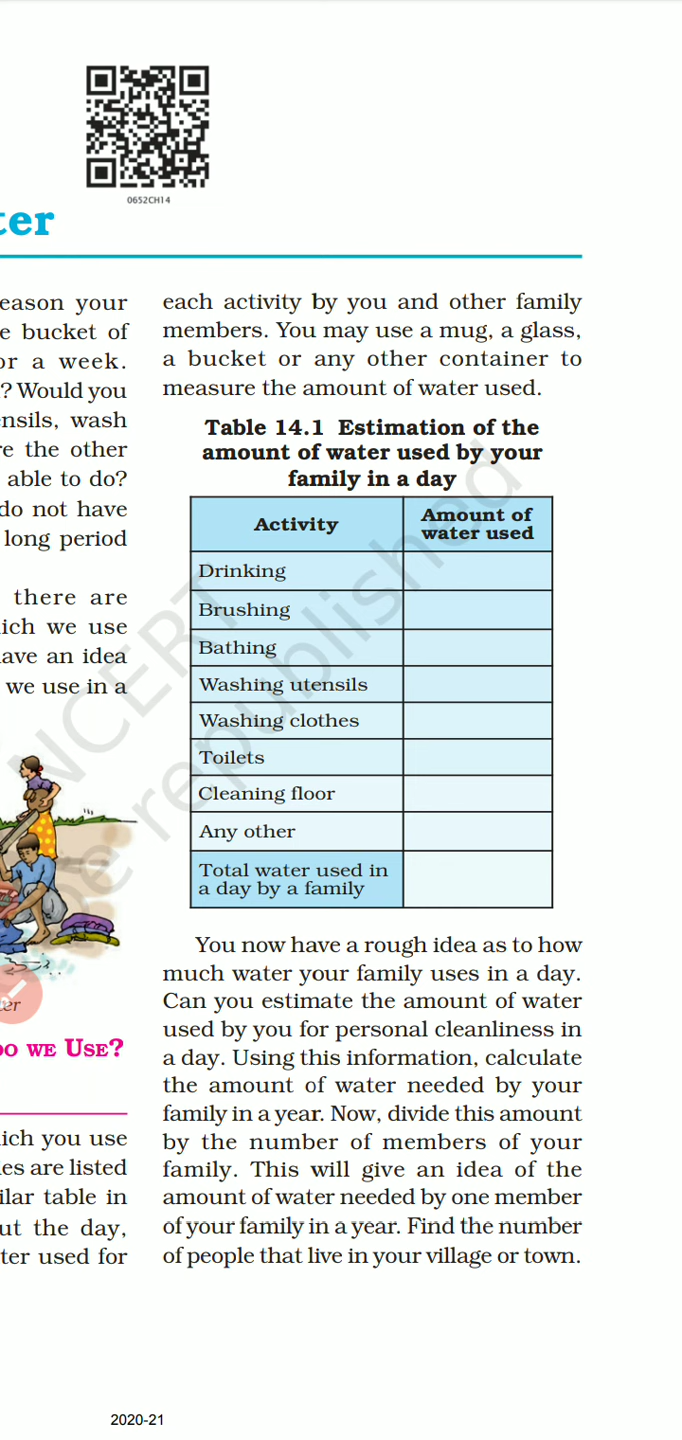 0652CH14
ter
eason your
e bucket of
or a week.
? Would you
ensils, wash
re the other
able to do?
do not have
long period
there are
ich we use
ave an idea
we use in a
er
DO WE USE?
ich you use
es are listed
ilar table in
ut the day,
ter used for
each activity by you and other family
members. You may use a mug, a glass,
a bucket or any other container to
measure the amount of water used.
Table 14.1 Estimation of the
amount of water used by your
family in a day
Activity
Amount of
water used
Drinking
Brushing
Bathing
Washing utensils
Washing clothes
Toilets
Cleaning floor
Any other
Total water used in
a day by a family
You now have a rough idea as to how
much water your family uses in a day.
Can you estimate the amount of water
used by you for personal cleanliness in
a day. Using this information, calculate
the amount of water needed by your
family in a year. Now, divide this amount
by the number of members of your
family. This will give an idea of the
amount of water needed by one member
of your family in a year. Find the number
of people that live in your village or town.
NCERT
be republished
2020-21